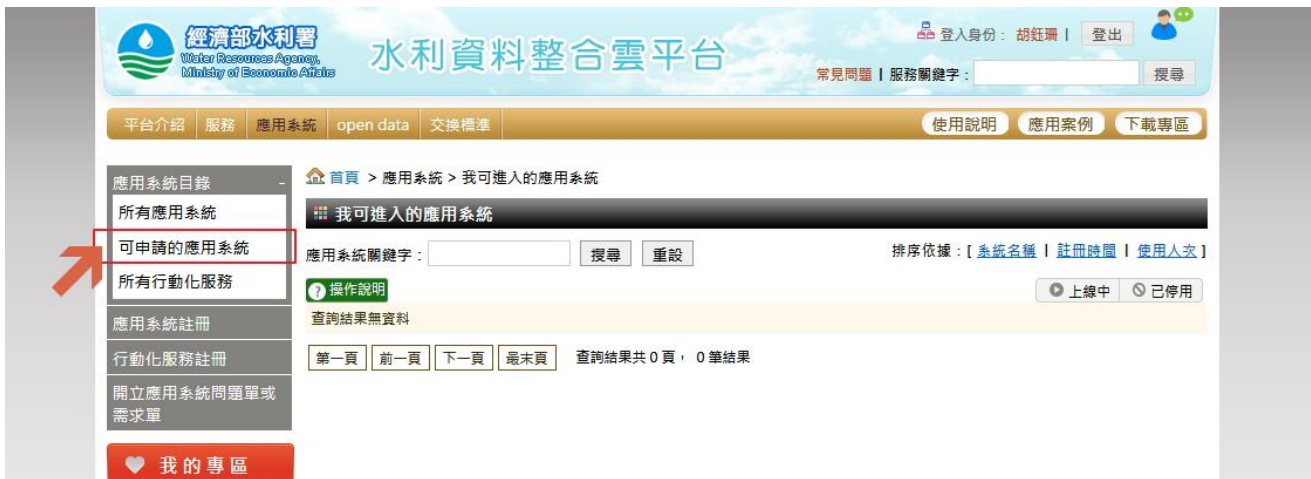 經濟部水利署
Water Resources Agency,
Ministry of Economic Affairs
水利資料整合雲平台
登入身份： 胡鈺珊 | 登出
常見問題 | 服務關鍵字： 搜尋
平台介紹 服務 應用系統 open data 交換標準 使用說明 應用案例 下載專區
應用系統目錄 -
所有應用系統
可申請的應用系統
所有行動化服務
應用系統註冊
行動化服務註冊
開立應用系統問題單或
需求單
我的專區
首頁 > 應用系統 > 我可進入的應用系統
我可進入的應用系統
應用系統關鍵字： 搜尋 重設 排序依據：[ 系統名稱 | 註冊時間 | 使用人次 ]
? 操作說明 上線中 已停用
查詢結果無資料
第一頁 前一頁 下一頁 最末頁 查詢結果共 0 頁， 0 筆結果